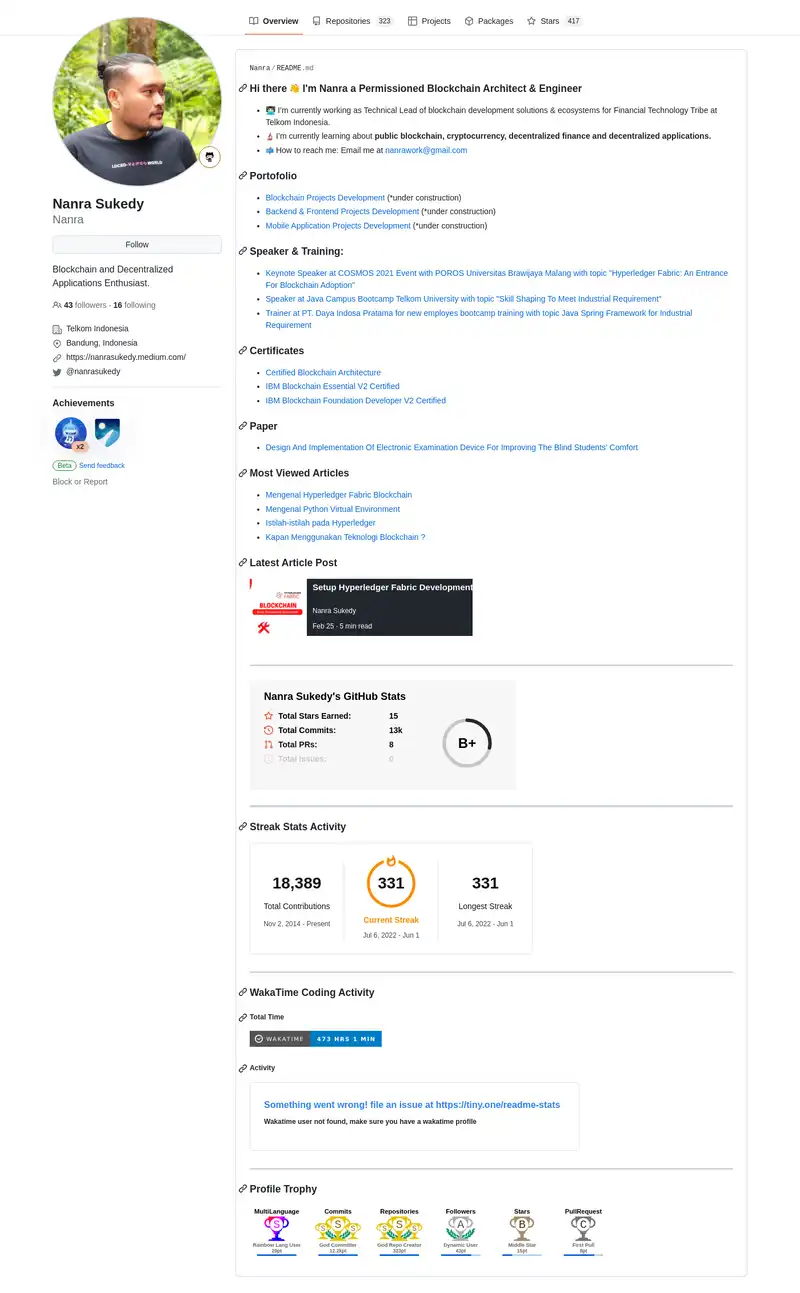 Overview
Repositories 323
Projects
Packages
Stars 417
Nanra Sukedy
Nanra
Follow
Blockchain and Decentralized
Applications Enthusiast.
43 followers · 16 following
Telkom Indonesia
Bandung, Indonesia
https://nanrasukedy.medium.com/
@nanrasukedy
Achievements
x2
Beta Send feedback
Block or Report
Nanra / README.md
Hi there 👋 I'm Nanra a Permissioned Blockchain Architect & Engineer
I'm currently working as Technical Lead of blockchain development solutions & ecosystems for Financial Technology Tribe at
Telkom Indonesia.
I'm currently learning about public blockchain, cryptocurrency, decentralized finance and decentralized applications.
How to reach me: Email me at nanrawork@gmail.com
Portofolio
Blockchain Projects Development (*under construction)
Backend & Frontend Projects Development (*under construction)
Mobile Application Projects Development (*under construction)
Speaker & Training:
Keynote Speaker at COSMOS 2021 Event with POROS Universitas Brawijaya Malang with topic "Hyperledger Fabric: An Entrance
For Blockchain Adoption"
Speaker at Java Campus Bootcamp Telkom University with topic "Skill Shaping To Meet Industrial Requirement"
Trainer at PT. Daya Indosa Pratama for new employes bootcamp training with topic Java Spring Framework for Industrial
Requirement
Certificates
Certified Blockchain Architecture
IBM Blockchain Essential V2 Certified
IBM Blockchain Foundation Developer V2 Certified
Paper
Design And Implementation Of Electronic Examination Device For Improving The Blind Students' Comfort
Most Viewed Articles
Mengenal Hyperledger Fabric Blockchain
Mengenal Python Virtual Environment
Istilah-istilah pada Hyperledger
Kapan Menggunakan Teknologi Blockchain ?
Latest Article Post
FABRIC
BLOCKCHAIN
Setup Hyperledger Fabric Development
Nanra Sukedy
Feb 25 · 5 min read
Nanra Sukedy's GitHub Stats
Total Stars Earned: 15
Total Commits: 13k
Total PRs: 8
Total Issues: 0
B+
Streak Stats Activity
18,389
Total Contributions
Nov 2, 2014 - Present
331
Current Streak
Jul 6, 2022 - Jun 1
331
Longest Streak
Jul 6, 2022 - Jun 1
WakaTime Coding Activity
Total Time
WAKATIME 473 HRS 1 MIN
Activity
Something went wrong! file an issue at https://tiny.one/readme-stats
Wakatime user not found, make sure you have a wakatime profile
Profile Trophy
MultiLanguage
S
Rainbow Lang User
Commits
S S S
God Committer
12.2kpt
Repositories
S S S
God Repo Creator
323pt
Followers
A
Dynamic User
43pt
Stars
B
Middle Star
15pt
PullRequest
C
First Pull
8pt